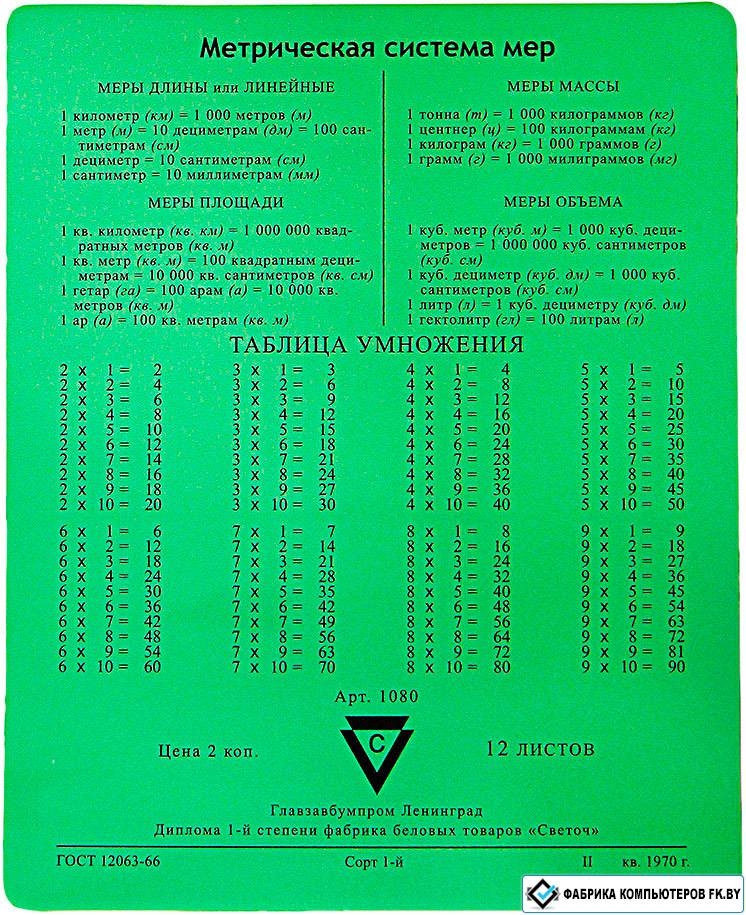 Метрическая система мер
МЕРЫ ДЛИНЫ или ЛИНЕЙНЫЕ
1 километр (км) = 1 000 метров (м)
1 метр (м) = 10 дециметрам (дм) = 100 сан-
тиметрам (см)
1 дециметр = 10 сантиметрам (см)
1 сантиметр = 10 миллиметрам (мм)
МЕРЫ ПЛОЩАДИ
1 кв. километр (кв. км) = 1 000 000 квад-
ратных метров (кв. м)
1 кв. метр (кв. м) = 100 квадратным деци-
метрам = 10 000 кв. сантиметров (кв. см)
1 гетар (га) = 100 арам (а) = 10 000 кв.
метров (кв. м)
1 ар (а) = 100 кв. метрам (кв. м)
МЕРЫ МАССЫ
1 тонна (т) = 1 000 килограммов (кг)
1 центнер (ц) = 100 килограммам (кг)
1 килограм (кг) = 1 000 граммов (г)
1 грамм (г) = 1 000 милиграммов (мг)
МЕРЫ ОБЪЕМА
1 куб. метр (куб. м) = 1 000 куб. деци-
метров = 1 000 000 куб. сантиметров
(куб. см)
1 куб. дециметр (куб. дм) = 1 000 куб.
сантиметров (куб. см)
1 литр (л) = 1 куб. дециметру (куб. дм)
1 гектолитр (гл) = 100 литрам (л)
ТАБЛИЦА УМНОЖЕНИЯ
2 x 1 = 2 3 x 1 = 3 4 x 1 = 4 5 x 1 = 5
2 x 2 = 4 3 x 2 = 6 4 x 2 = 8 5 x 2 = 10
2 x 3 = 6 3 x 3 = 9 4 x 3 = 12 5 x 3 = 15
2 x 4 = 8 3 x 4 = 12 4 x 4 = 16 5 x 4 = 20
2 x 5 = 10 3 x 5 = 15 4 x 5 = 20 5 x 5 = 25
2 x 6 = 12 3 x 6 = 18 4 x 6 = 24 5 x 6 = 30
2 x 7 = 14 3 x 7 = 21 4 x 7 = 28 5 x 7 = 35
2 x 8 = 16 3 x 8 = 24 4 x 8 = 32 5 x 8 = 40
2 x 9 = 18 3 x 9 = 27 4 x 9 = 36 5 x 9 = 45
2 x 10 = 20 3 x 10 = 30 4 x 10 = 40 5 x 10 = 50
6 x 1 = 6 7 x 1 = 7 8 x 1 = 8 9 x 1 = 9
6 x 2 = 12 7 x 2 = 14 8 x 2 = 16 9 x 2 = 18
6 x 3 = 18 7 x 3 = 21 8 x 3 = 24 9 x 3 = 27
6 x 4 = 24 7 x 4 = 28 8 x 4 = 32 9 x 4 = 36
6 x 5 = 30 7 x 5 = 35 8 x 5 = 40 9 x 5 = 45
6 x 6 = 36 7 x 6 = 42 8 x 6 = 48 9 x 6 = 54
6 x 7 = 42 7 x 7 = 49 8 x 7 = 56 9 x 7 = 63
6 x 8 = 48 7 x 8 = 56 8 x 8 = 64 9 x 8 = 72
6 x 9 = 54 7 x 9 = 63 8 x 9 = 72 9 x 9 = 81
6 x 10 = 60 7 x 10 = 70 8 x 10 = 80 9 x 10 = 90
Арт. 1080
Цена 2 коп. С 12 ЛИСТОВ
Главзавбумпром Ленинград
Диплома 1-й степени фабрика беловых товаров «Светоч»
ГОСТ 12063-66 Сорт 1-й II кв. 1970 г.
ФАБРИКА КОМПЬЮТЕРОВ FK.BY